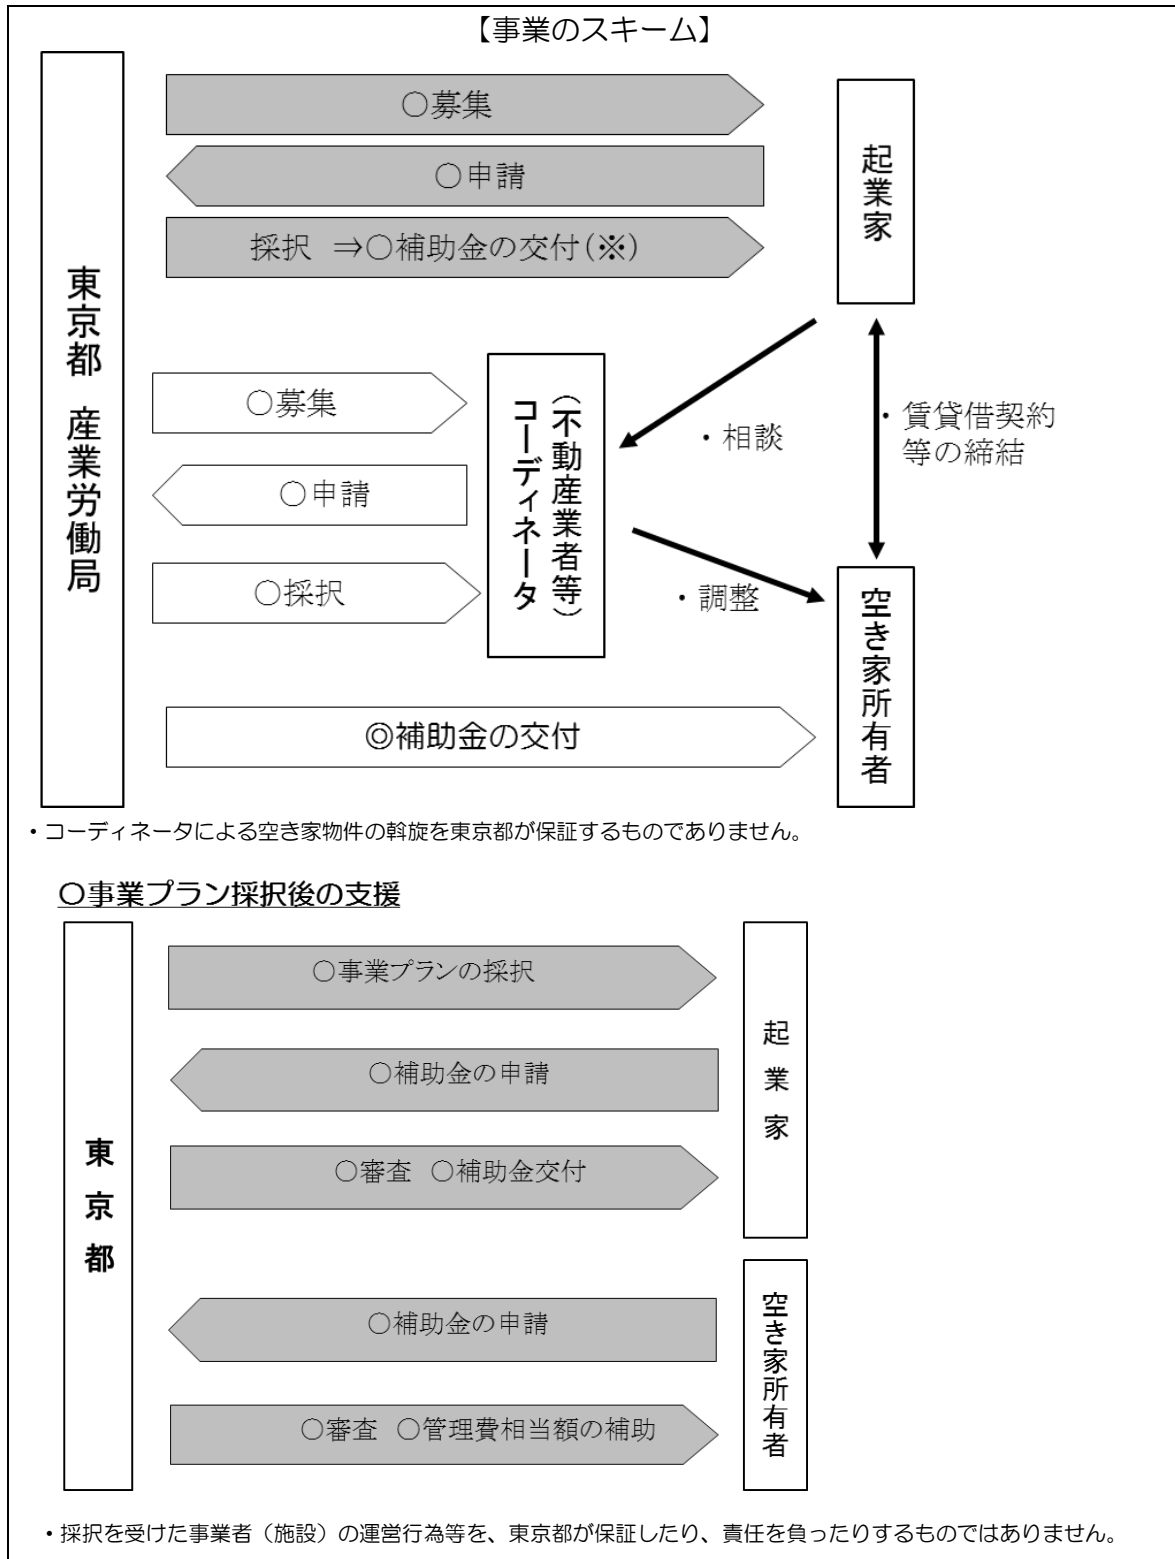 【事業のスキーム】
東京都 産業労働局
○募集
○申請
採択 ⇒○補助金の交付(※)
起業家
○募集
○申請
○採択
(不動産業者等)
コーディネータ
・相談
・調整
・賃貸借契約
等の締結
◎補助金の交付
空き家所有者
・コーディネータによる空き家物件の斡旋を東京都が保証するものでありません。
○事業プラン採択後の支援
東京都
○事業プランの採択
○補助金の申請
○審査 ○補助金交付
起業家
○補助金の申請
○審査 ○管理費相当額の補助
空き家所有者
・採択を受けた事業者（施設）の運営行為等を、東京都が保証したり、責任を負ったりするものではありません。